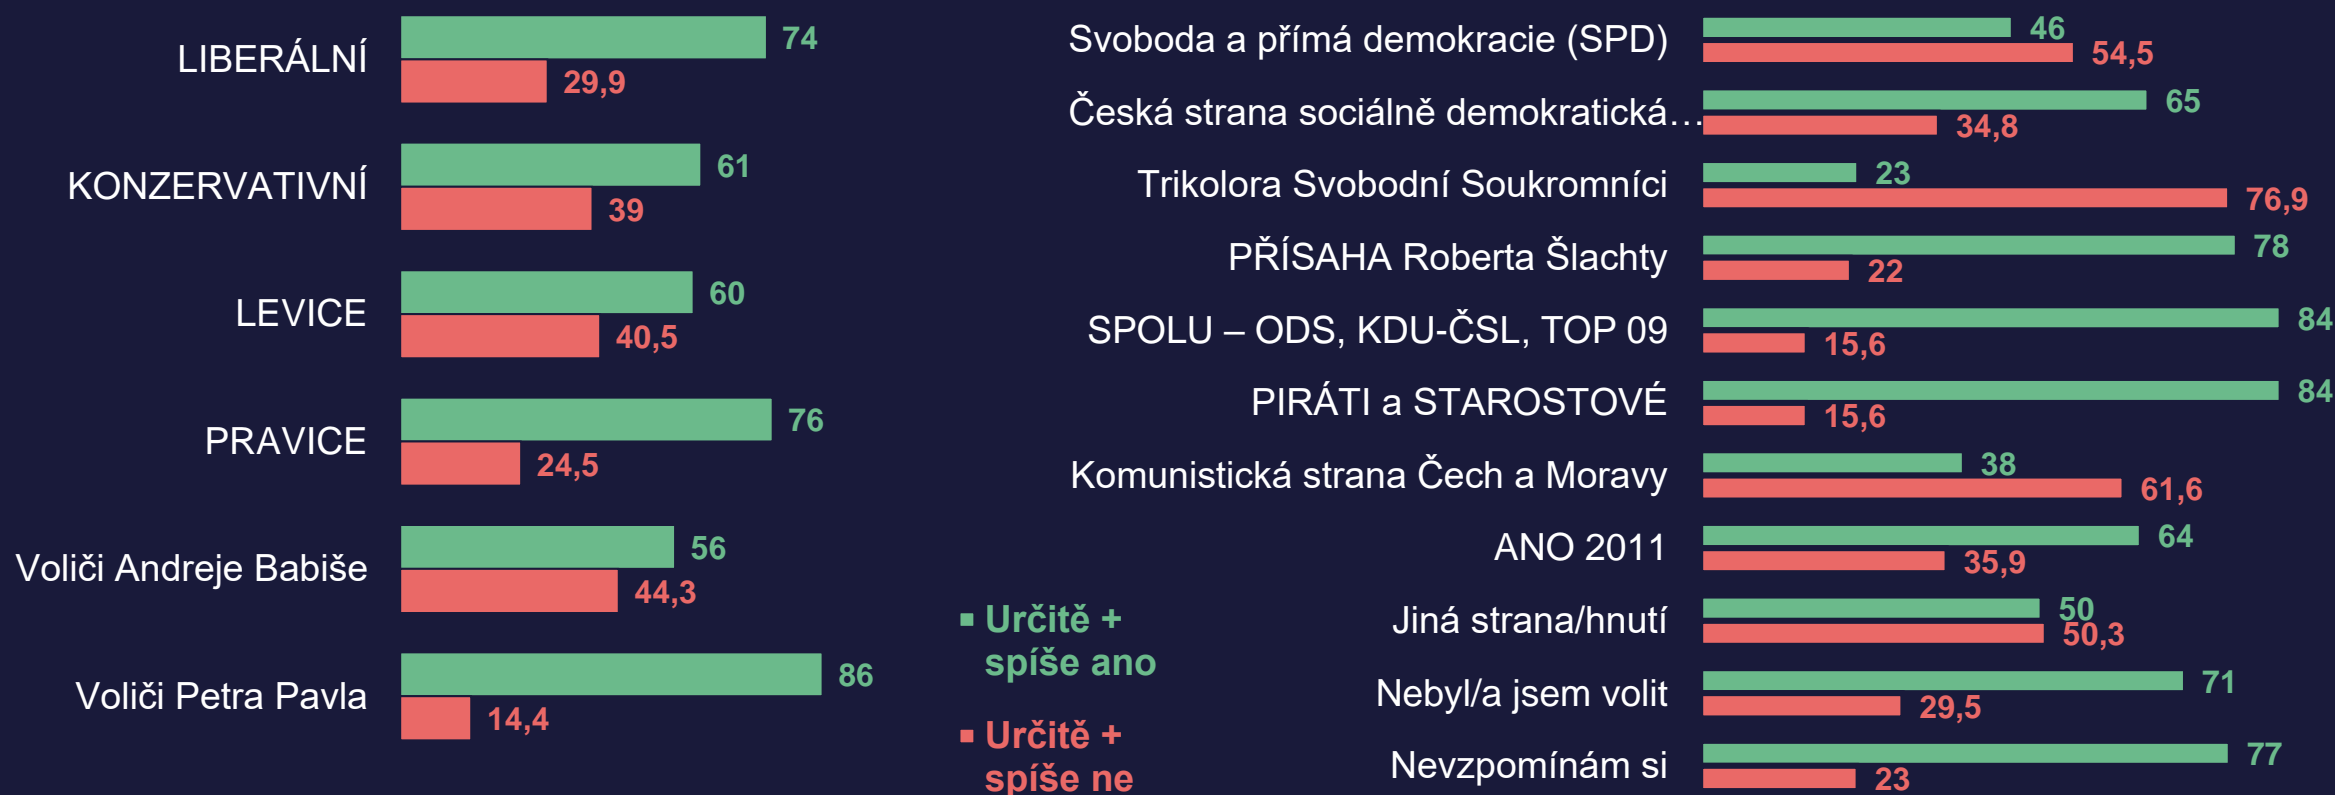 LIBERÁLNÍ
74
29,9
KONZERVATIVNÍ
61
39
LEVICE
60
40,5
PRAVICE
76
24,5
Voliči Andreje Babiše
56
44,3
Voliči Petra Pavla
86
14,4
Určitě +
spíše ano
Určitě +
spíše ne
Svoboda a přímá demokracie (SPD)
46
54,5
Česká strana sociálně demokratická…
65
34,8
Trikolora Svobodní Soukromníci
23
76,9
PŘÍSAHA Roberta Šlachty
78
22
SPOLU – ODS, KDU-ČSL, TOP 09
84
15,6
PIRÁTI a STAROSTOVÉ
84
15,6
Komunistická strana Čech a Moravy
38
61,6
ANO 2011
64
35,9
Jiná strana/hnutí
50
50,3
Nebyl/a jsem volit
71
29,5
Nevzpomínám si
77
23